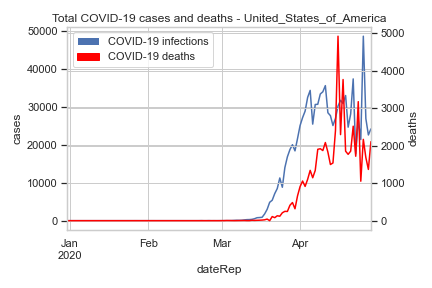 Total COVID-19 cases and deaths - United_States_of_America
COVID-19 infections
COVID-19 deaths
50000
40000
30000
20000
10000
0
cases
5000
4000
3000
2000
1000
0
deaths
Jan
2020
Feb
Mar
Apr
dateRep